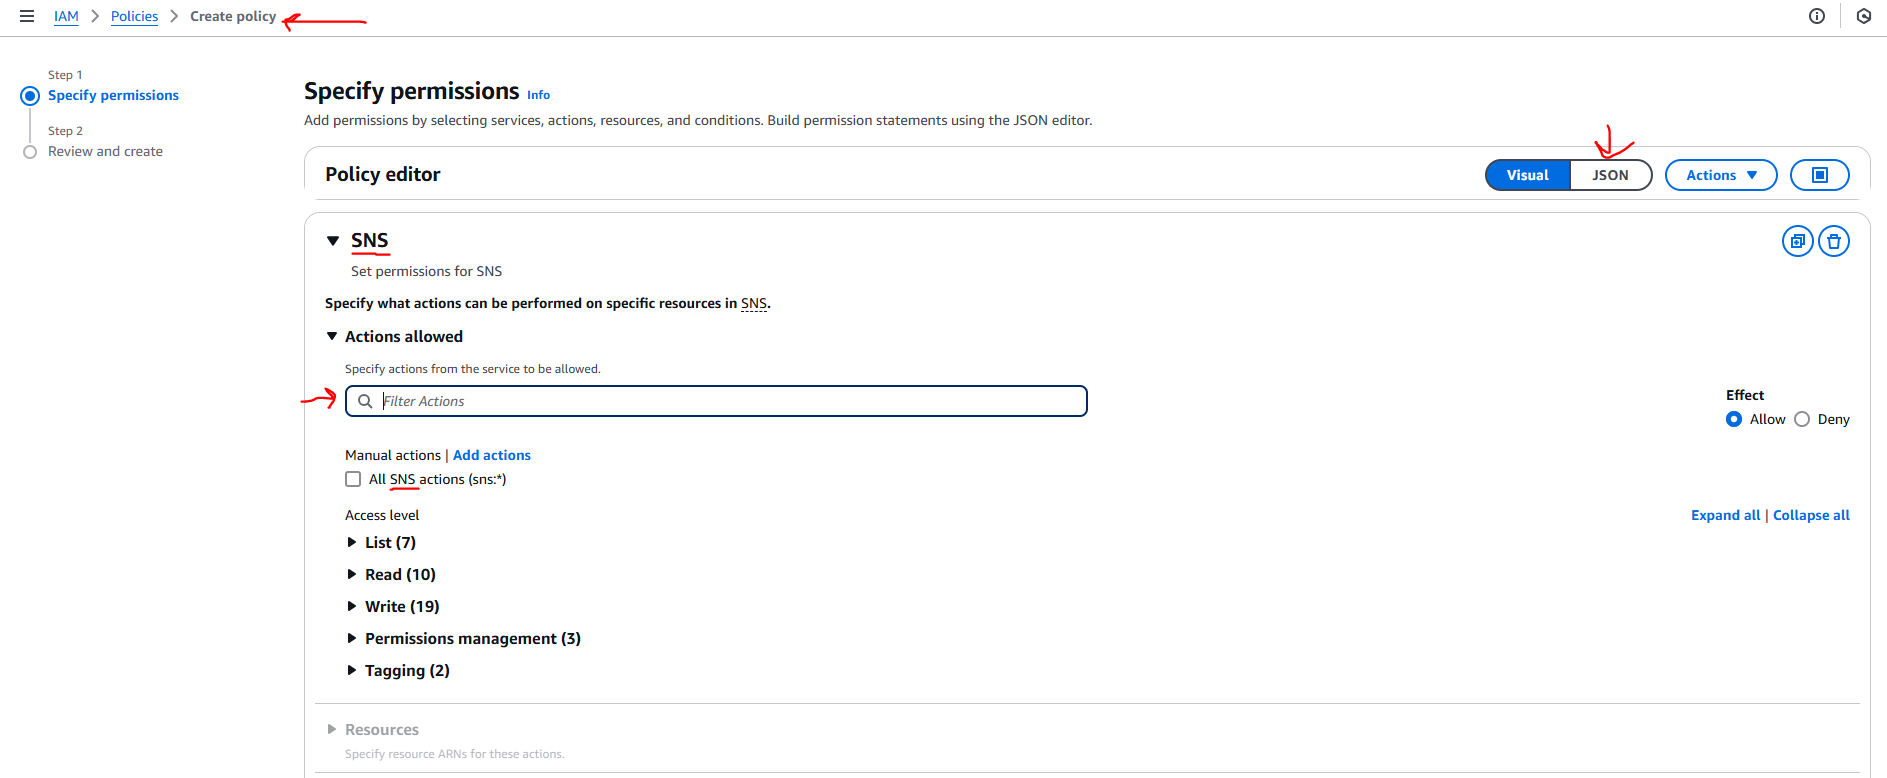 IAM > Policies > Create policy
Step 1
Specify permissions
Step 2
Review and create
Specify permissions Info
Add permissions by selecting services, actions, resources, and conditions. Build permission statements using the JSON editor.
Policy editor
Visual JSON Actions
SNS
Set permissions for SNS
Specify what actions can be performed on specific resources in SNS.
Actions allowed
Specify actions from the service to be allowed.
Filter Actions
Effect
Allow Deny
Manual actions | Add actions
All SNS actions (sns:*)
Access level
Expand all | Collapse all
List (7)
Read (10)
Write (19)
Permissions management (3)
Tagging (2)
Resources
Specify resource ARNs for these actions.